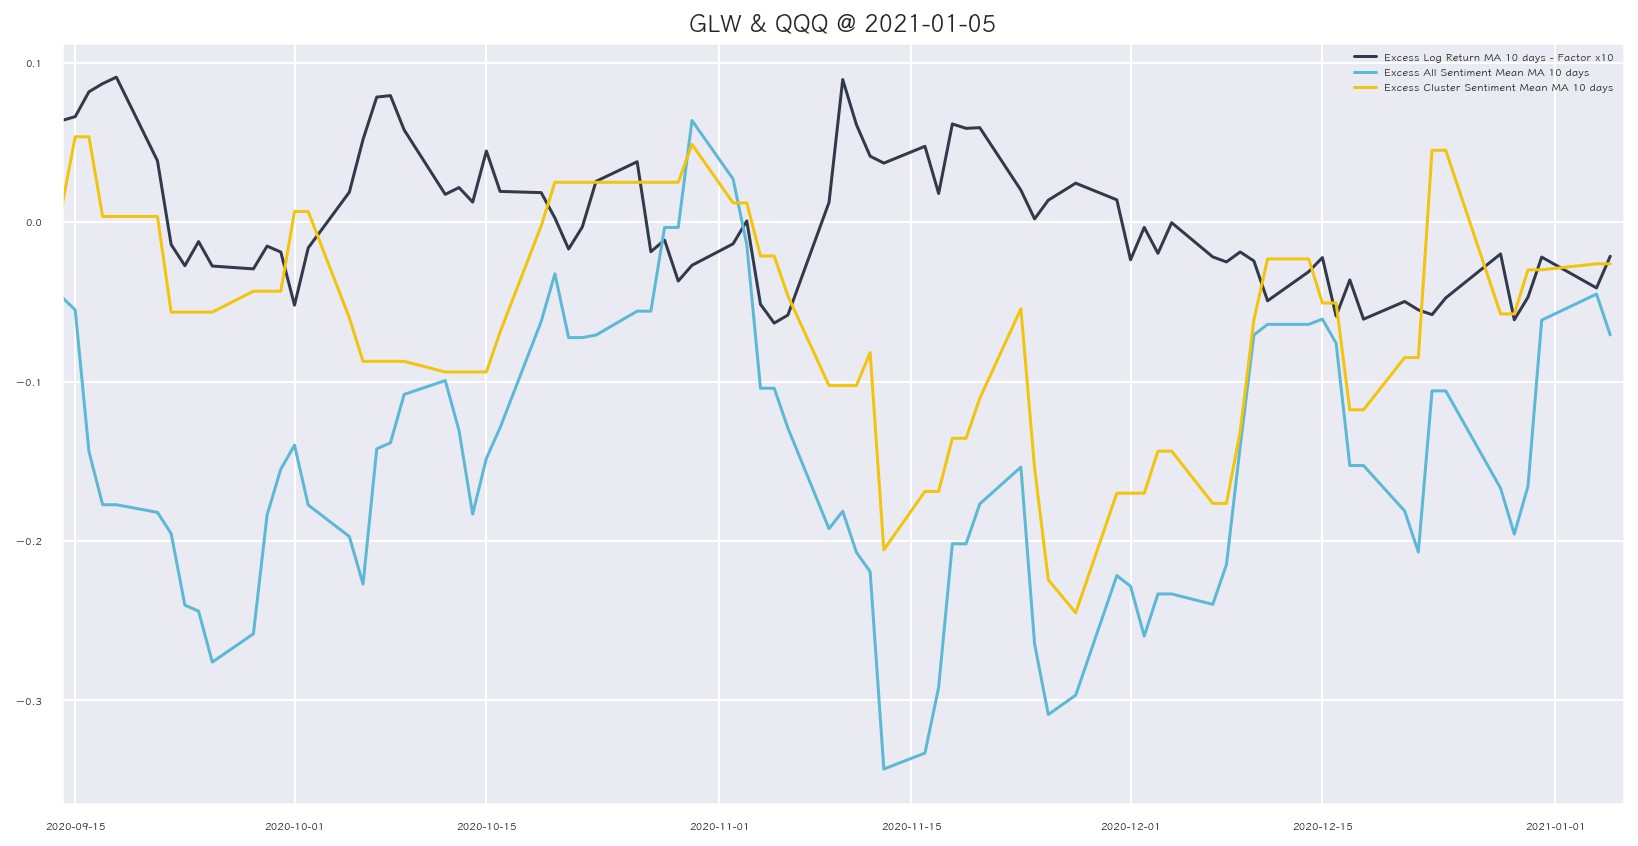 GLW & QQQ @ 2021-01-05
Excess Log Return MA 10 days - Factor x10
Excess All Sentiment Mean MA 10 days
Excess Cluster Sentiment Mean MA 10 days
0.1
0.0
−0.1
−0.2
−0.3
2020-09-15 2020-10-01 2020-10-15 2020-11-01 2020-11-15 2020-12-01 2020-12-15 2021-01-01